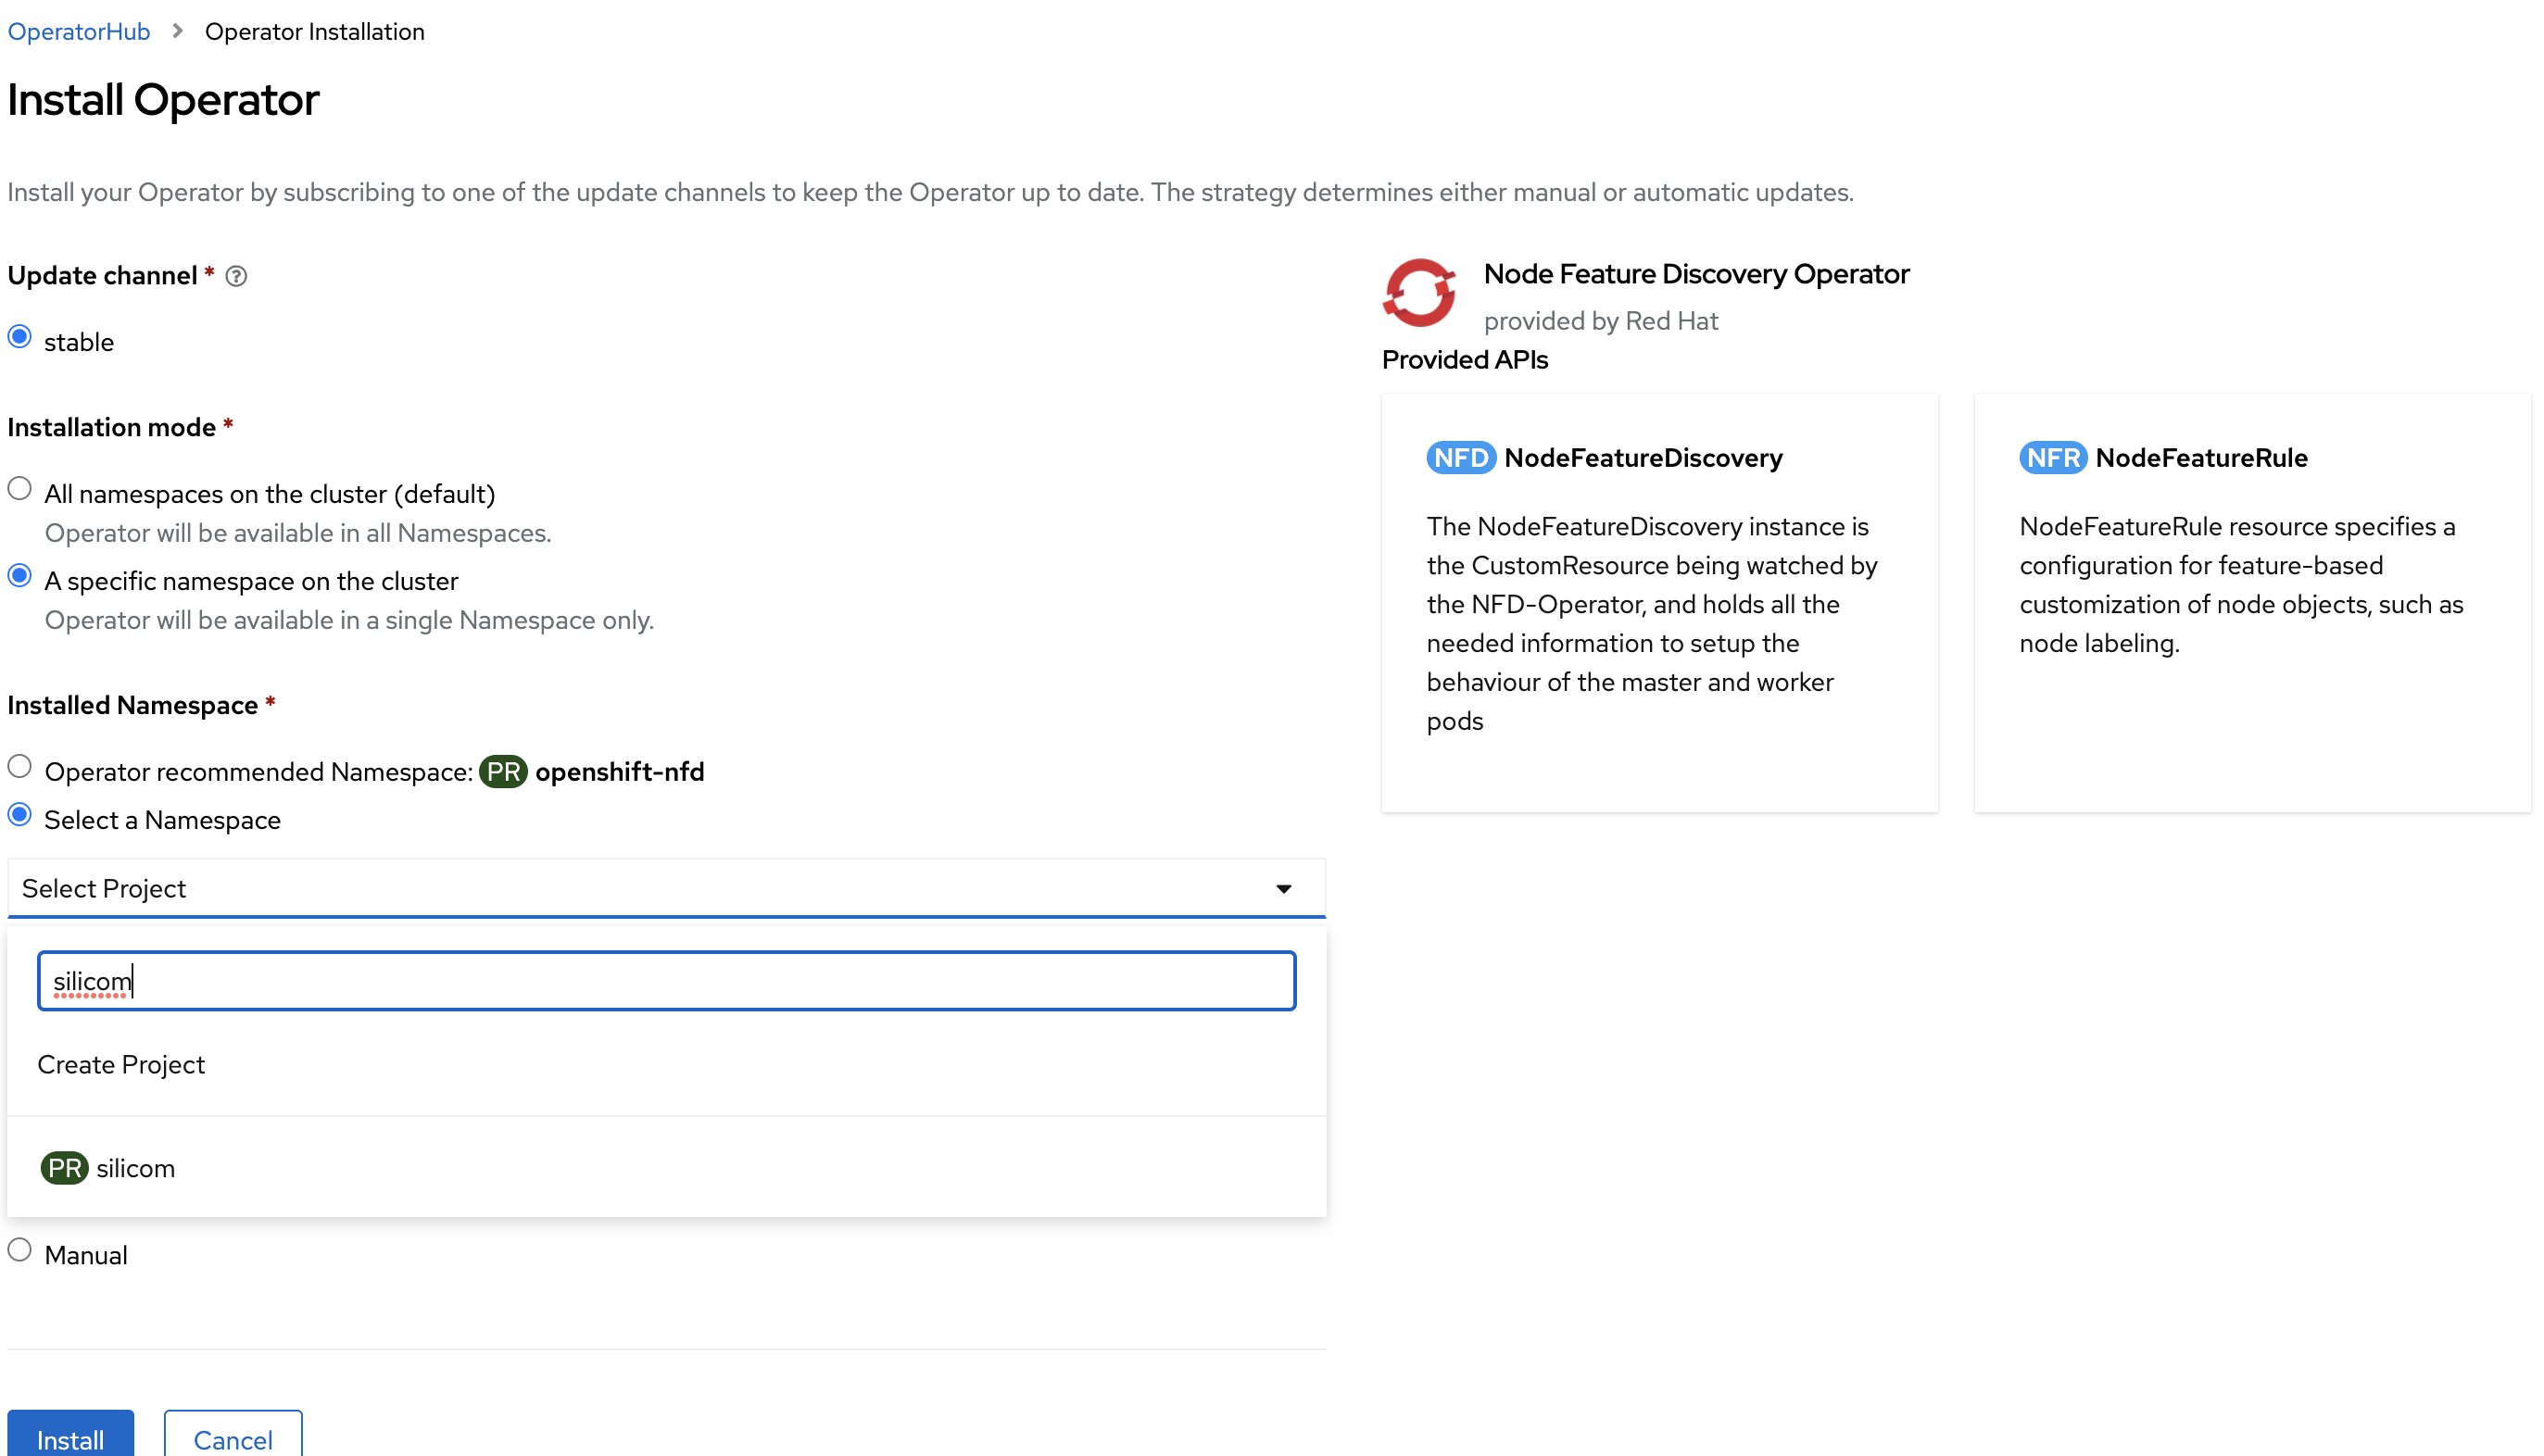 OperatorHub > Operator Installation
Install Operator
Install your Operator by subscribing to one of the update channels to keep the Operator up to date. The strategy determines either manual or automatic updates.
Update channel *
stable
Installation mode *
All namespaces on the cluster (default)
Operator will be available in all Namespaces.
A specific namespace on the cluster
Operator will be available in a single Namespace only.
Installed Namespace *
Operator recommended Namespace: PR openshift-nfd
Select a Namespace
Select Project
silicom
Create Project
PR silicom
Manual
Install Cancel
Node Feature Discovery Operator
provided by Red Hat
Provided APIs
NFD NodeFeatureDiscovery
The NodeFeatureDiscovery instance is
the CustomResource being watched by
the NFD-Operator, and holds all the
needed information to setup the
behaviour of the master and worker
pods
NFR NodeFeatureRule
NodeFeatureRule resource specifies a
configuration for feature-based
customization of node objects, such as
node labeling.